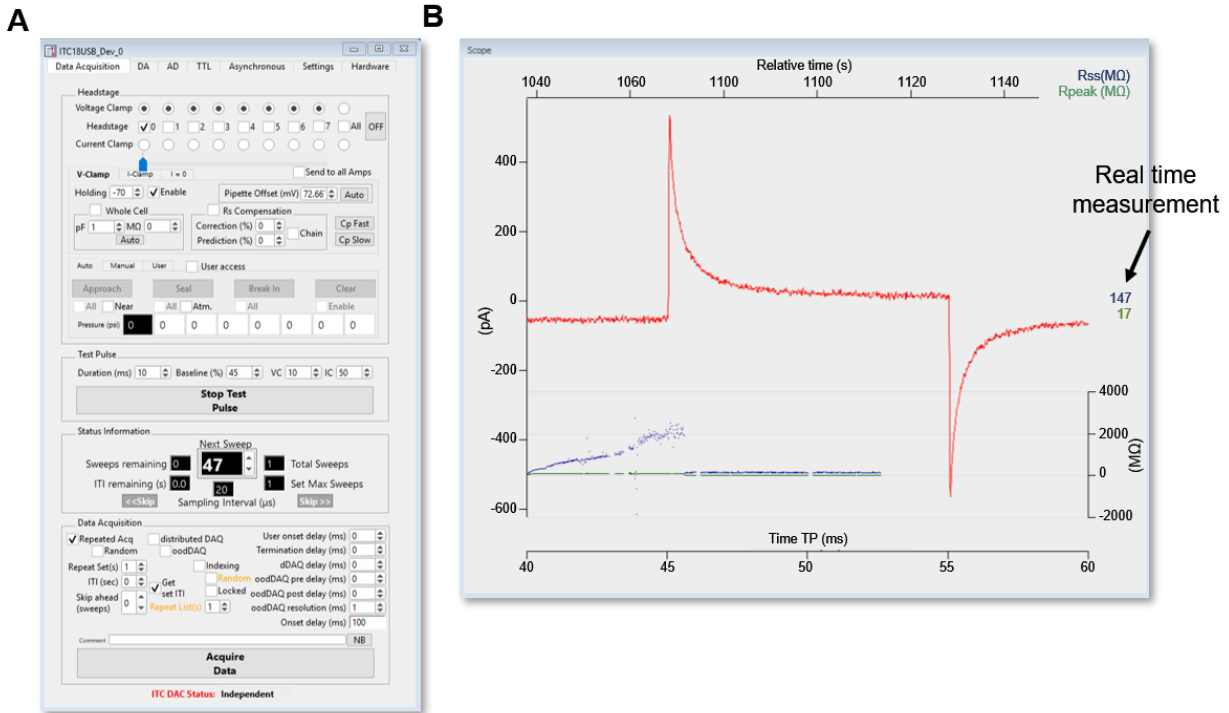 A
B
ITC18USB_Dev_0
Data Acquisition DA AD TTL Asynchronous Settings Hardware
Headstage
Voltage Clamp
Headstage 0 1 2 3 4 5 6 7 All OFF
Current Clamp
V-Clamp I-Clamp I = 0 Send to all Amps
Holding -70 Enable Pipette Offset (mV) 72.66 Auto
Whole Cell Rs Compensation
pF 1 MΩ 0 Correction (%) 0 Chain Cp Fast
Auto Prediction (%) 0 Cp Slow
Auto Manual User User access
Approach Seal Break In Clear
All Near All Atm. All Enable
Pressure (psi) 0 0 0 0 0 0 0 0
Test Pulse
Duration (ms) 10 Baseline (%) 45 VC 10 IC 50
Stop Test
Pulse
Status Information
Next Sweep
Sweeps remaining 0 47 1 Total Sweeps
ITI remaining (s) 0.0 20 1 Set Max Sweeps
<<Skip Sampling Interval (µs) Skip >>
Data Acquisition
Repeated Acq distributed DAQ User onset delay (ms) 0
Random oodDAQ Termination delay (ms) 0
Repeat Set(s) 1 Indexing dDAQ delay (ms) 0
ITI (sec) 0 Get set ITI Random oodDAQ pre delay (ms) 0
Locked oodDAQ post delay (ms) 0
Skip ahead (sweeps) 0 Repeat List(s) 1 oodDAQ resolution (ms) 1
Onset delay (ms) 100
Comment NB
Acquire
Data
ITC DAC Status: Independent
Scope
Relative time (s)
1040 1060 1100 1100 1120 1140
Rss(MΩ)
Rpeak (MΩ)
Real time
measurement
147
17
400
200
0
-200
-400
-600
(pA)
4000
2000
0
-2000
(MΩ)
Time TP (ms)
40 45 50 55 60